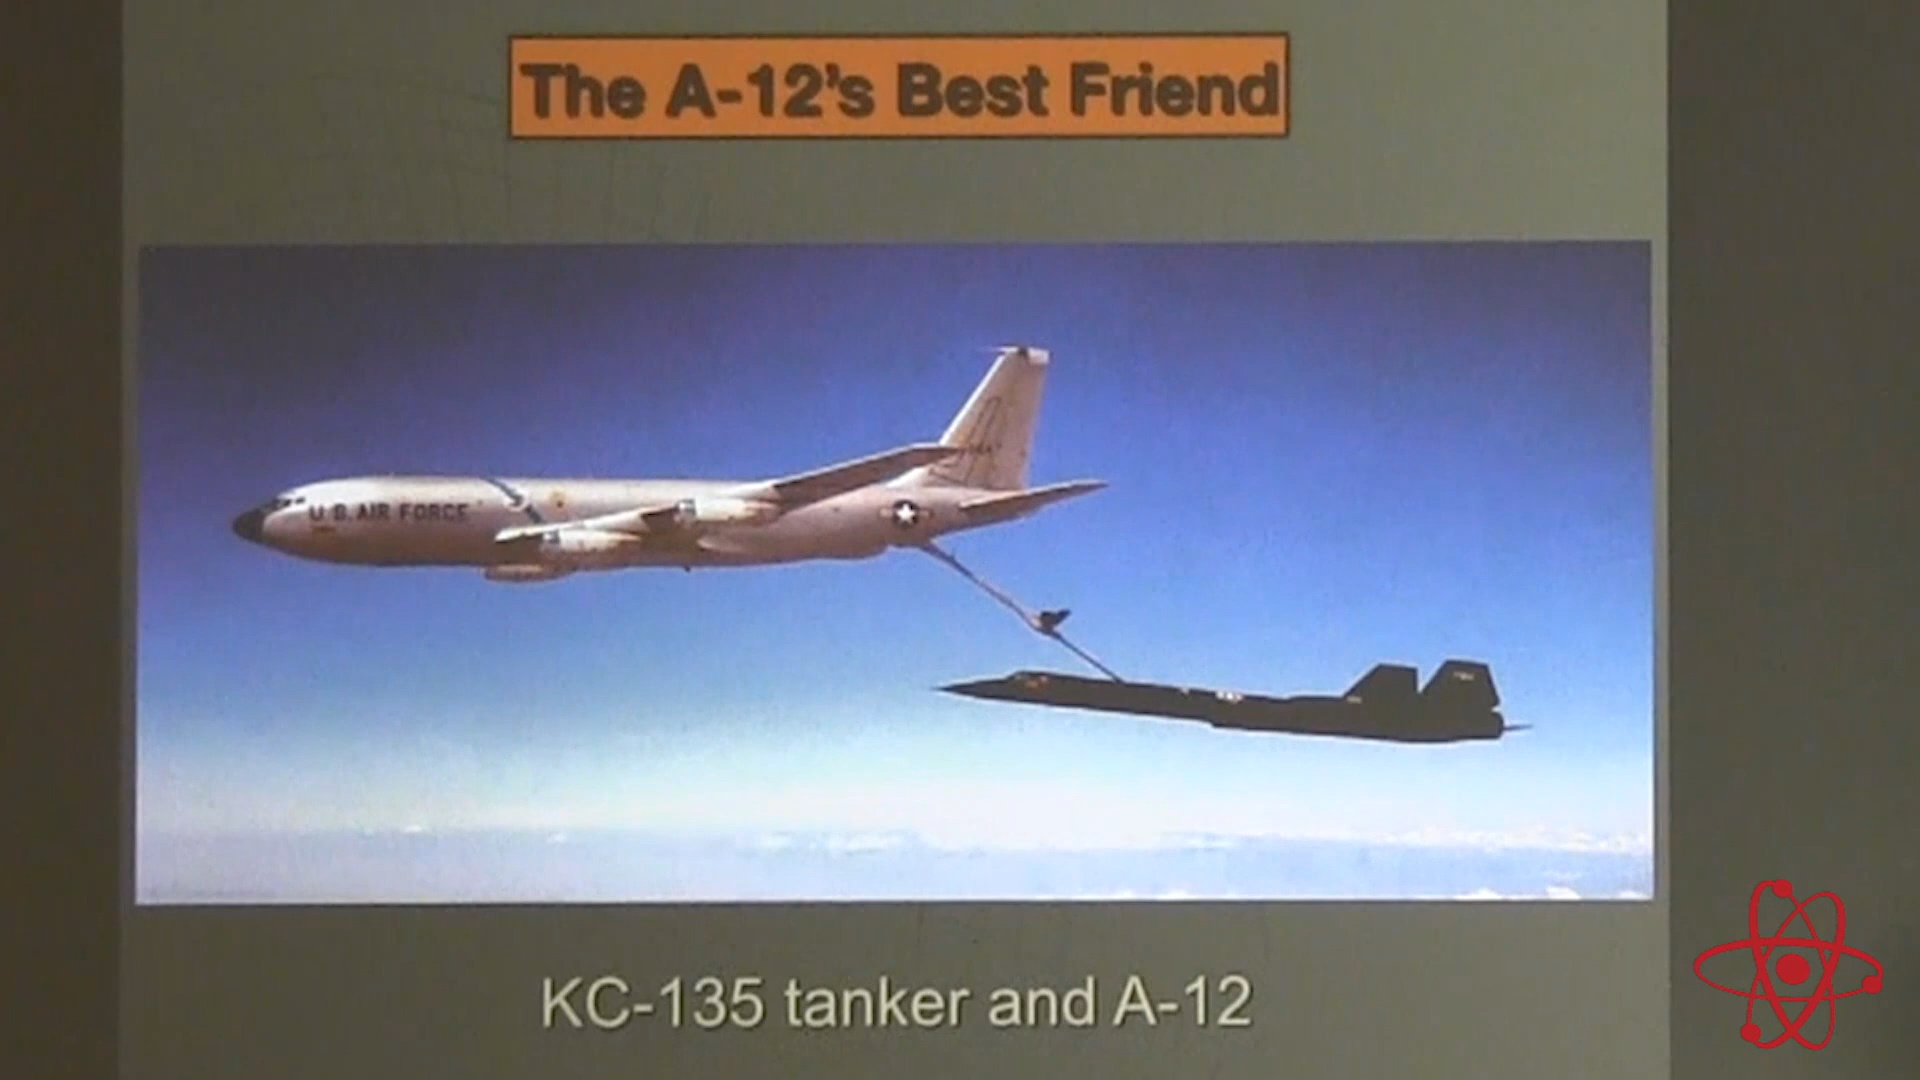 The A-12's Best Friend
U.S. AIR FORCE
KC-135 tanker and A-12